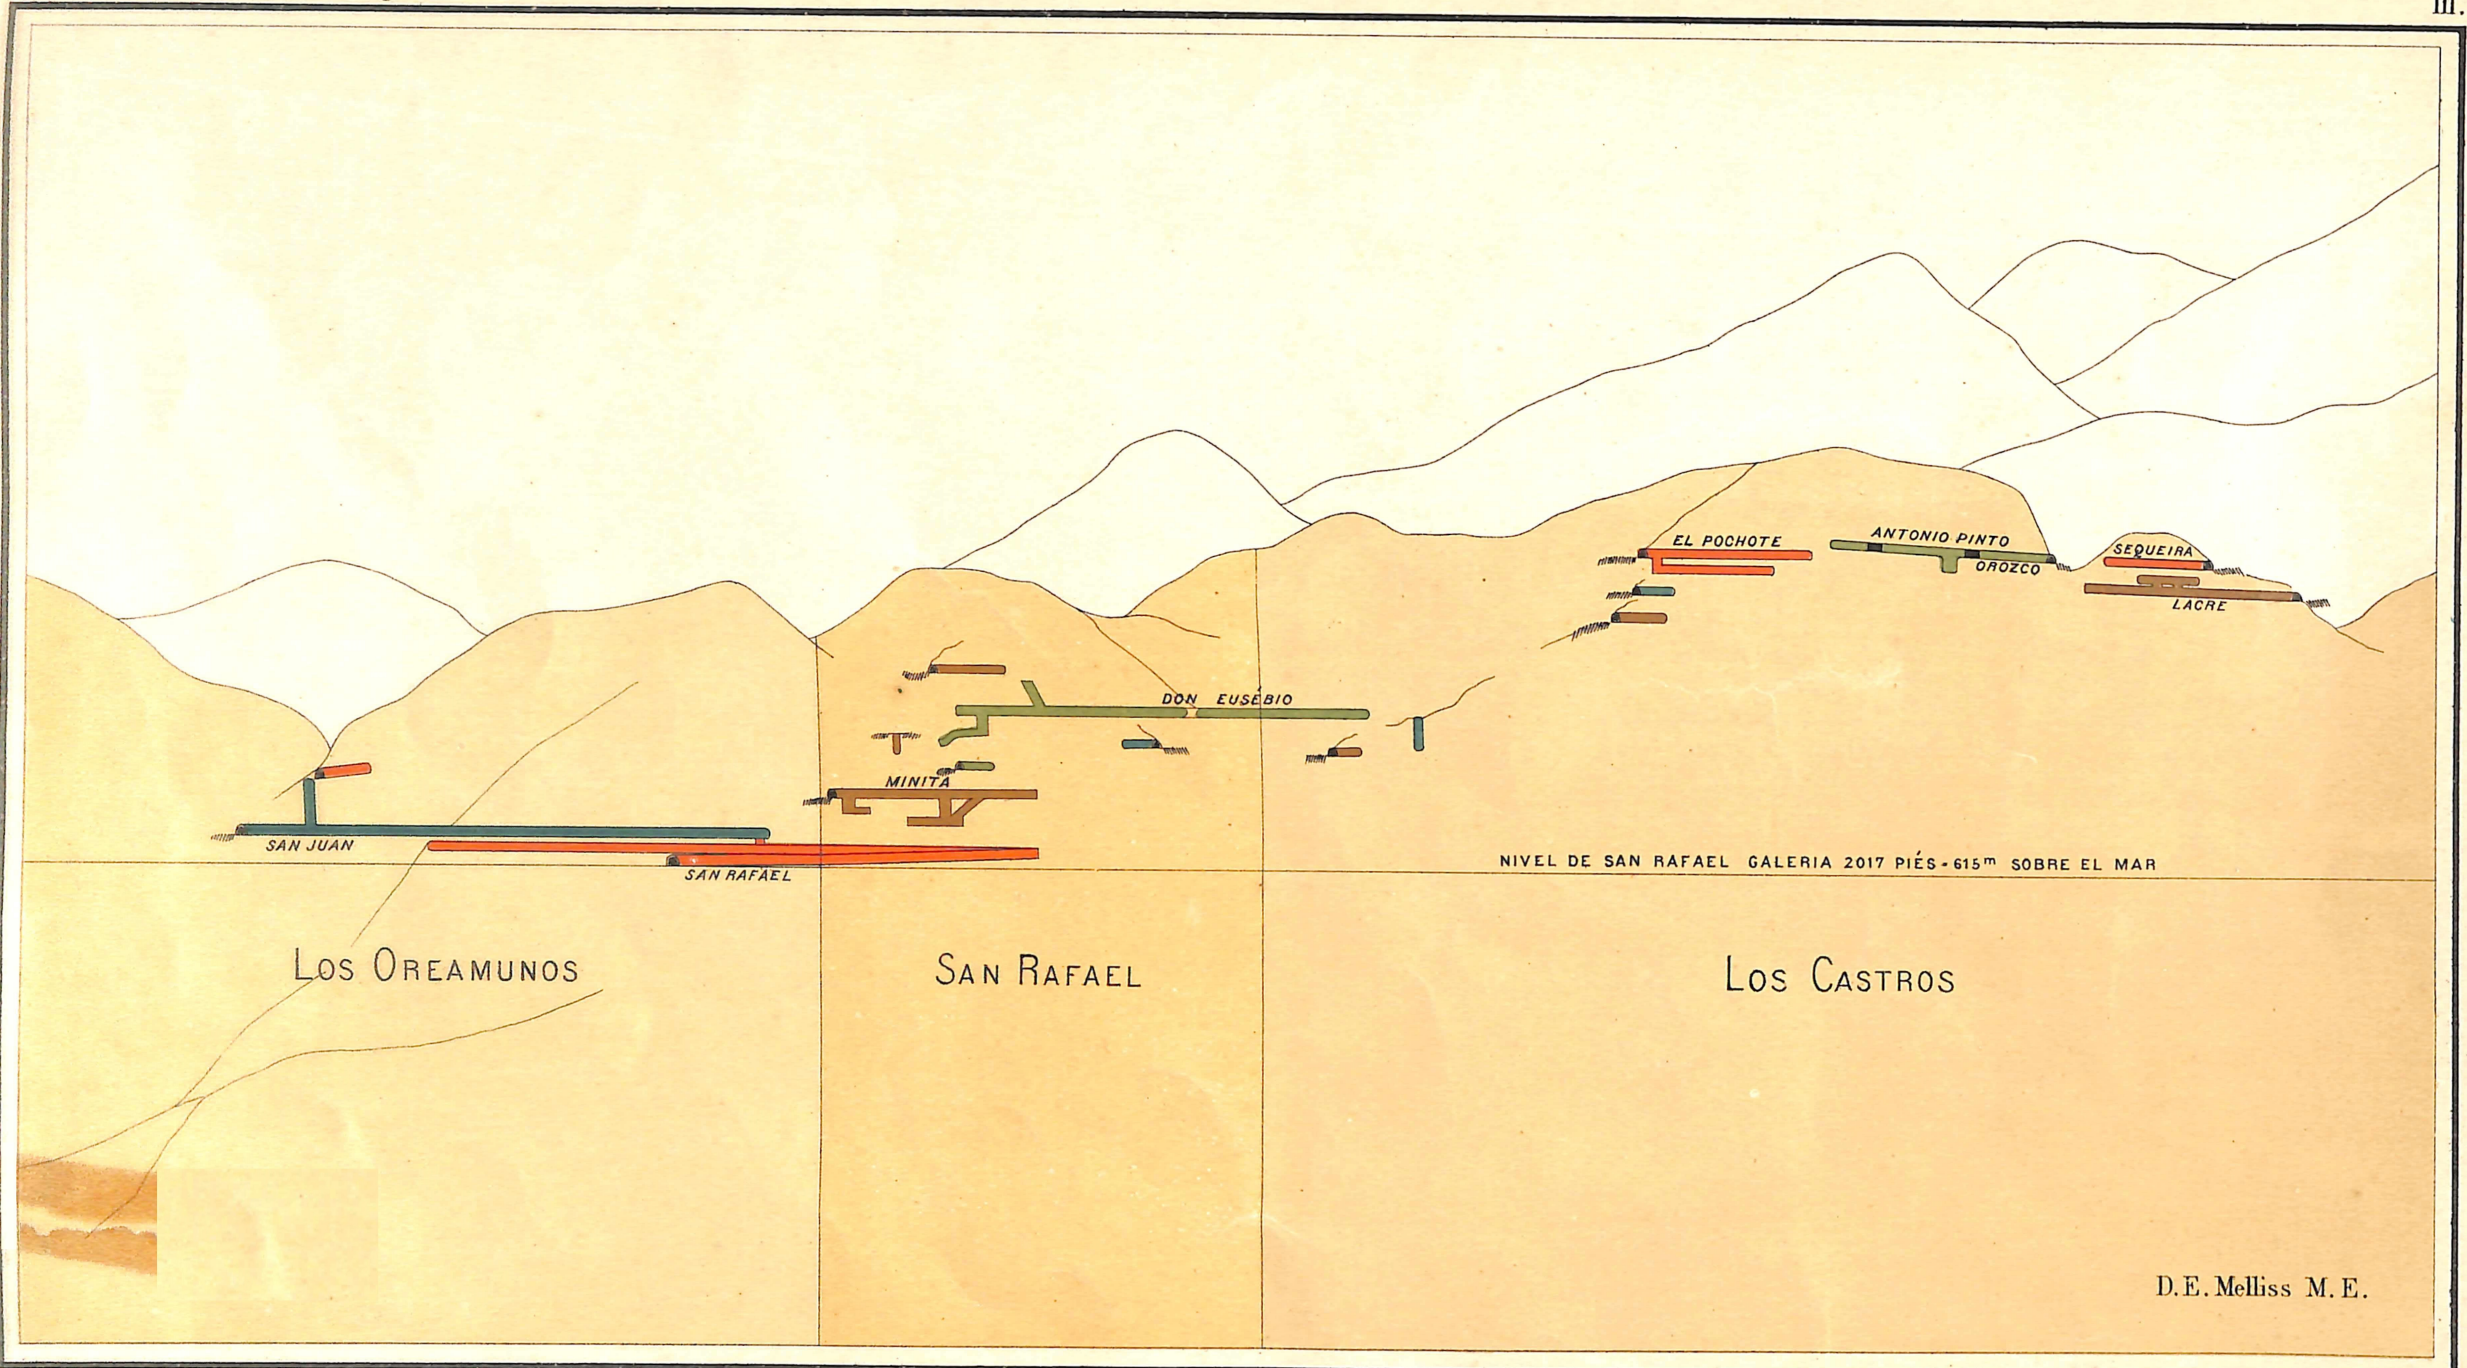 III.
EL POCHOTE
ANTONIO PINTO
OROZCO
SEQUEIRA
LACRE
DON EUSÉBIO
MINITA
SAN JUAN
SAN RAFAEL
NIVEL DE SAN RAFAEL GALERIA 2017 PIÉS - 615m SOBRE EL MAR
LOS OREAMUNOS
SAN RAFAEL
LOS CASTROS
D.E. Melliss M.E.